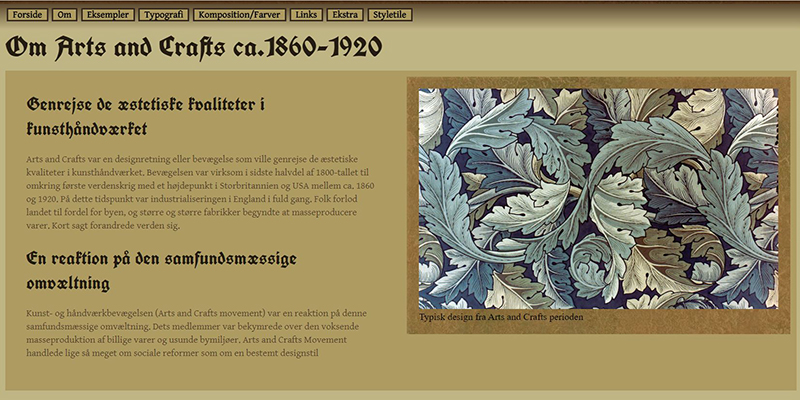 Forside Om Eksempler Typografi Komposition/Farver Links Ekstra Styletile
Om Arts and Crafts ca.1860-1920
Genrejse de æstetiske kvaliteter i
kunsthåndværket
Arts and Crafts var en designretning eller bevægelse som ville genrejse de æstetiske
kvaliteter i kunsthåndværket. Bevægelsen var virksom i sidste halvdel af 1800-tallet til
omkring første verdenskrig med et højdepunkt i Storbritannien og USA mellem ca. 1860
og 1920. På dette tidspunkt var industrialiseringen i England i fuld gang. Folk forlod
landet til fordel for byen, og større og større fabrikker begyndte at masseproducere
varer. Kort sagt forandrede verden sig.
En reaktion på den samfundsmæssige
omvæltning
Kunst- og håndværkbevægelsen (Arts and Crafts movement) var en reaktion på denne
samfundsmæssige omvæltning. Dets medlemmer var bekymrede over den voksende
masseproduktion af billige varer og usunde bymiljøer. Arts and Crafts Movement
handlede lige så meget om sociale reformer som om en bestemt designstil
Typisk design fra Arts and Crafts perioden